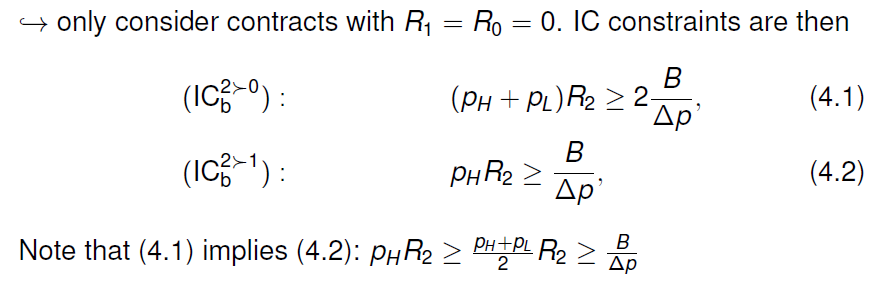 ↪ only consider contracts with R₁ = R₀ = 0. IC constraints are then
(IC_b^{2≻0}) : (p_H + p_L)R₂ ≥ 2 B/Δp, (4.1)
(IC_b^{2≻1}) : p_H R₂ ≥ B/Δp, (4.2)
Note that (4.1) implies (4.2): p_H R₂ ≥ (p_H+p_L)/2 R₂ ≥ B/Δp